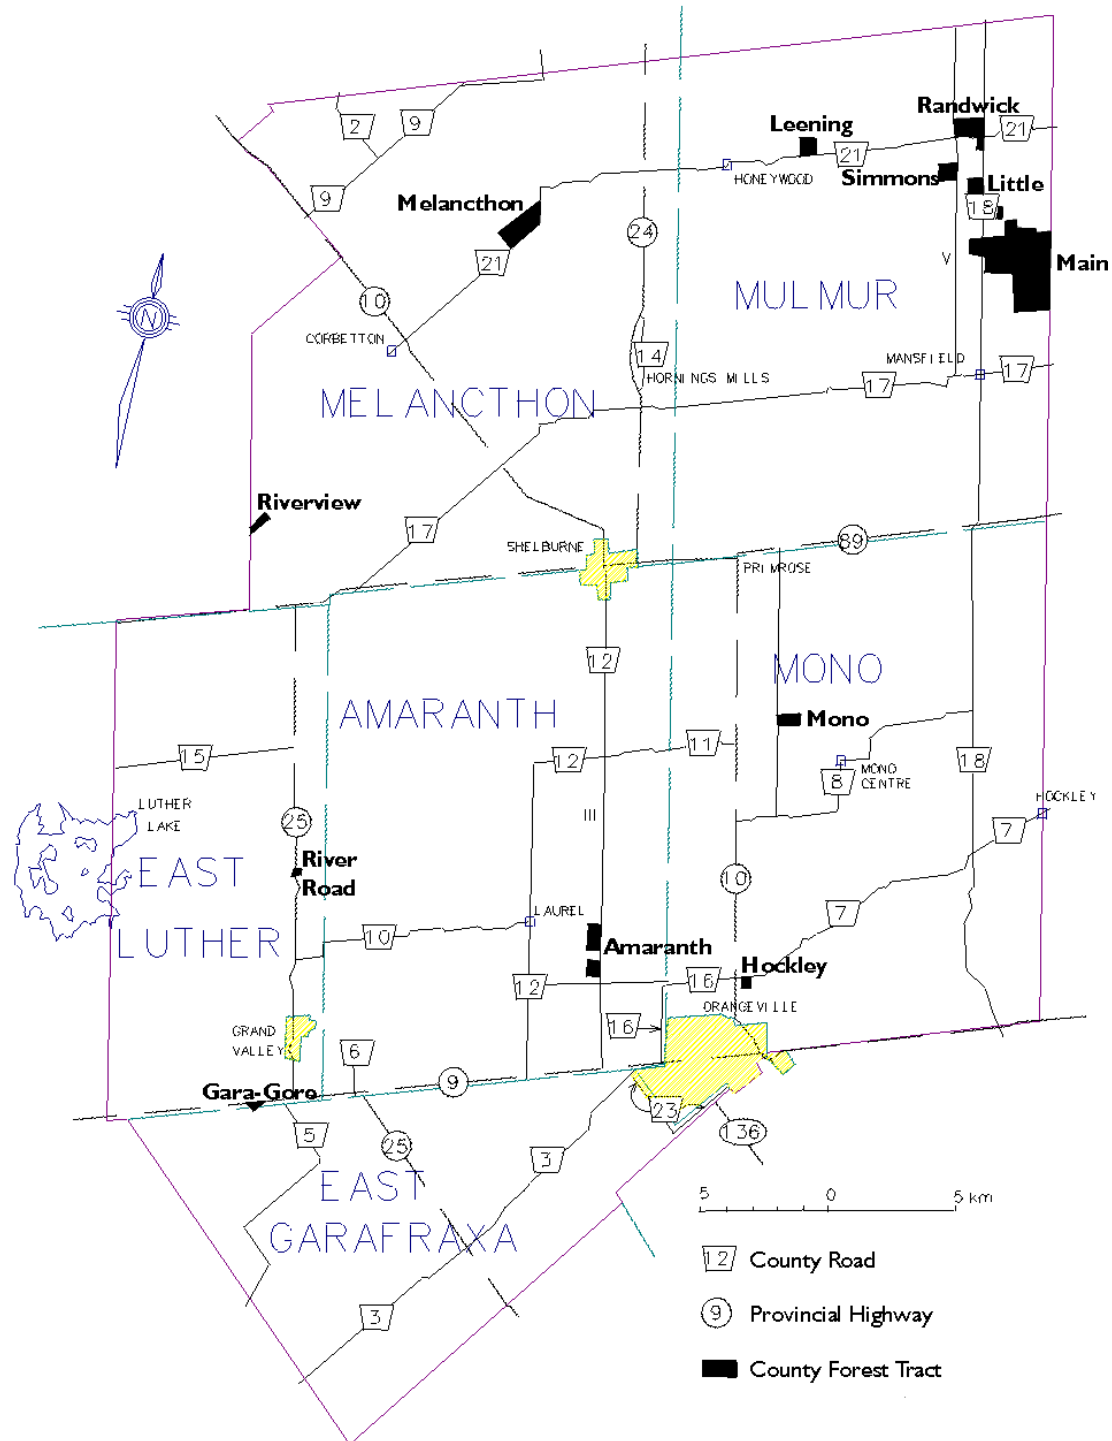 Randwick
2
9
Leening
21
21
HONEYWOOD
Simmons
Little
9
Melancthon
18
24
21
V
Main
MULMUR
10
N
CORBETTON
14
MANSFIELD
HORNINGS MILLS
17
17
MELANCTHON
Riverview
17
SHELBURNE
89
PRIMROSE
12
MONO
AMARANTH
Mono
11
12
15
18
8
MONO
CENTRE
HOCKLEY
LUTHER
LAKE
III
25
7
River
Road
EAST
10
LAUREL
7
LUTHER
10
Amaranth
Hockley
12
16
ORANGEVILLE
16
GRAND
VALLEY
6
9
Gara-Gore
23
5
25
136
3
EAST
GARAFRAXA
5 0 5 km
12 County Road
3
9 Provincial Highway
County Forest Tract